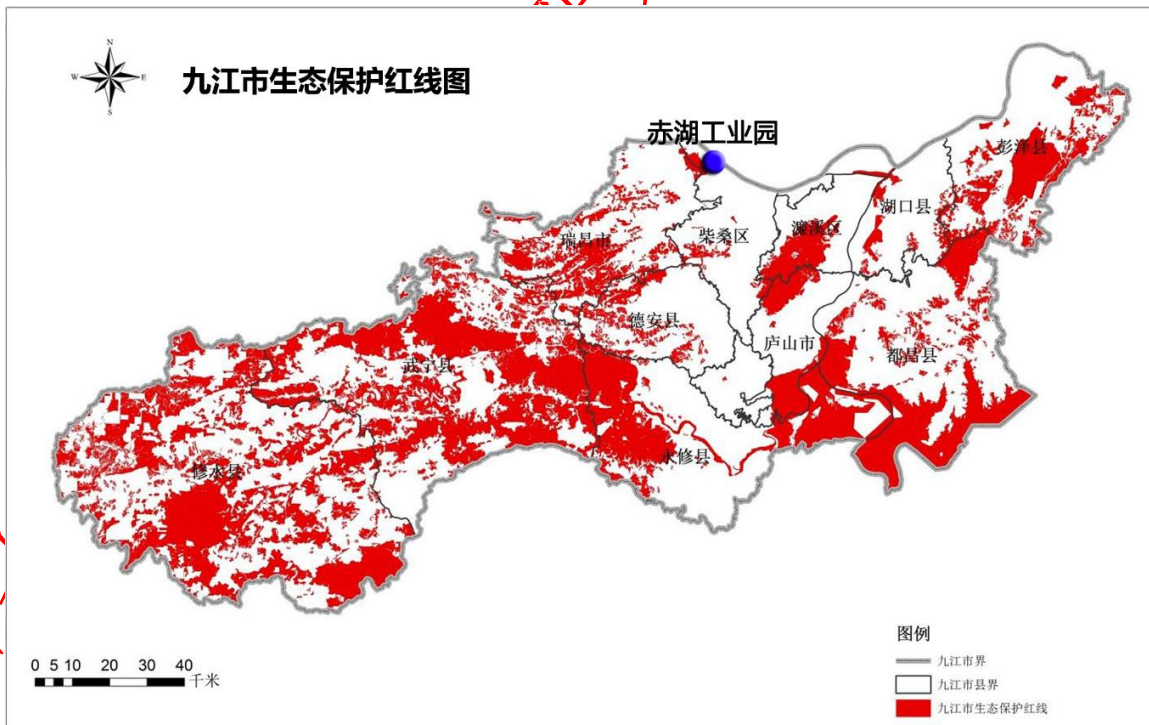 N
W E
S
九江市生态保护红线图
赤湖工业园
彭泽县
湖口县
濂溪区
柴桑区
瑞昌市
德安县
庐山市
都昌县
武宁县
永修县
修水县
图例
九江市界
九江市县界
九江市生态保护红线
0 5 10 20 30 40
千米